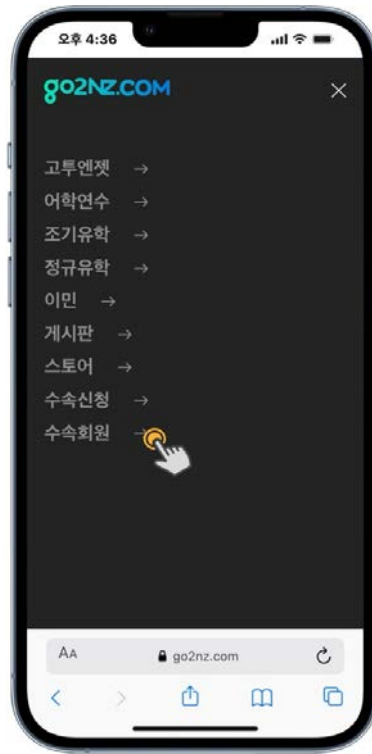 오후 4:36
go2NZ.COM
고투엔젯 →
어학연수 →
조기유학 →
정규유학 →
이민 →
게시판 →
스토어 →
수속신청 →
수속회원 →
AA go2nz.com